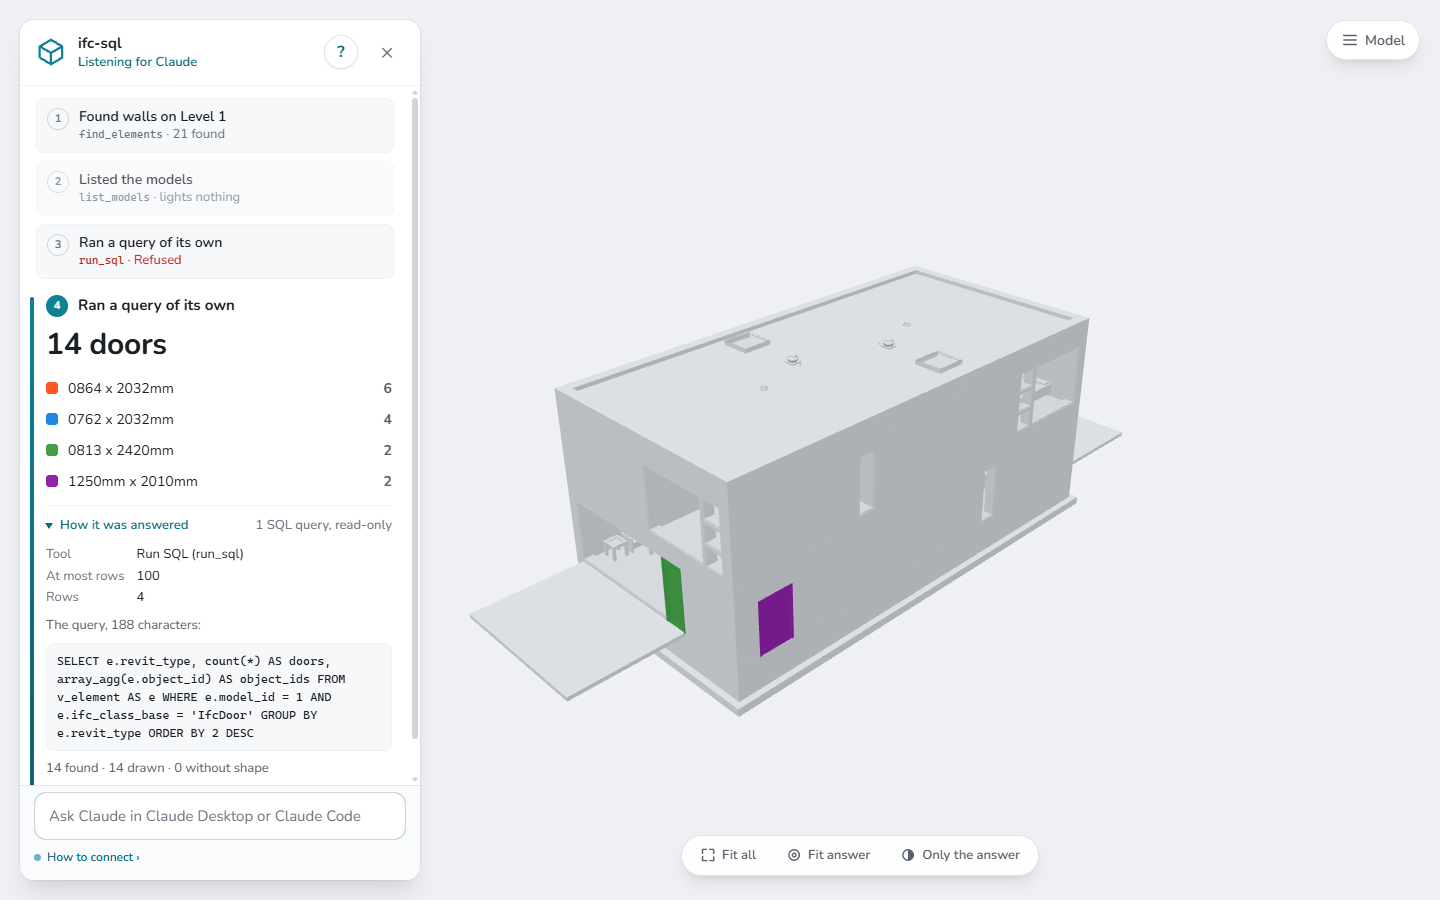 ifc-sql
Listening for Claude
?
Model
1
Found walls on Level 1
find_elements · 21 found
2
Listed the models
list_models · lights nothing
3
Ran a query of its own
run_sql · Refused
4
Ran a query of its own
14 doors
0864 x 2032mm 6
0762 x 2032mm 4
0813 x 2420mm 2
1250mm x 2010mm 2
How it was answered 1 SQL query, read-only
Tool Run SQL (run_sql)
At most rows 100
Rows 4
The query, 188 characters:
SELECT e.revit_type, count(*) AS doors,
array_agg(e.object_id) AS object_ids FROM
v_element AS e WHERE e.model_id = 1 AND
e.ifc_class_base = 'IfcDoor' GROUP BY
e.revit_type ORDER BY 2 DESC
14 found · 14 drawn · 0 without shape
Ask Claude in Claude Desktop or Claude Code
How to connect ›
Fit all Fit answer Only the answer